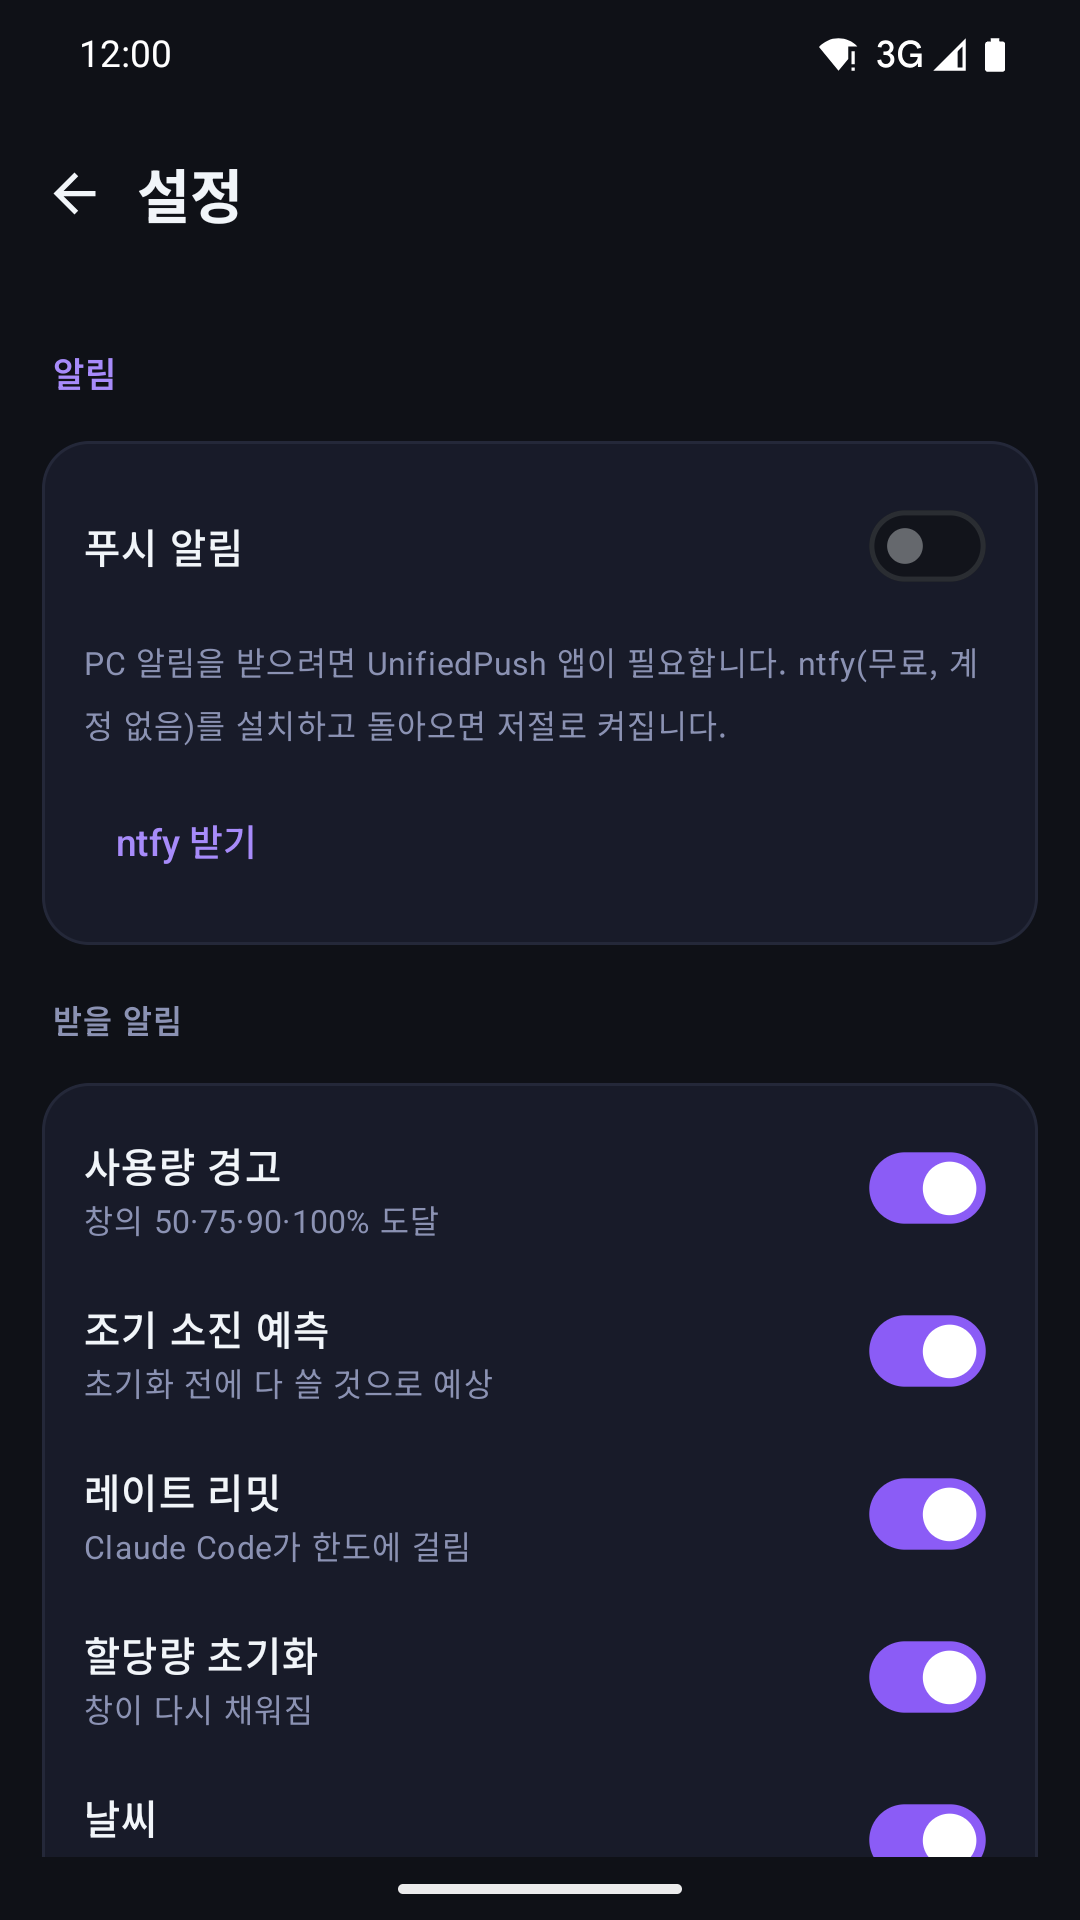 12:00
3G
설정
알림
푸시 알림
PC 알림을 받으려면 UnifiedPush 앱이 필요합니다. ntfy(무료, 계
정 없음)를 설치하고 돌아오면 저절로 켜집니다.
ntfy 받기
받을 알림
사용량 경고
창의 50·75·90·100% 도달
조기 소진 예측
초기화 전에 다 쓸 것으로 예상
레이트 리밋
Claude Code가 한도에 걸림
할당량 초기화
창이 다시 채워짐
날씨